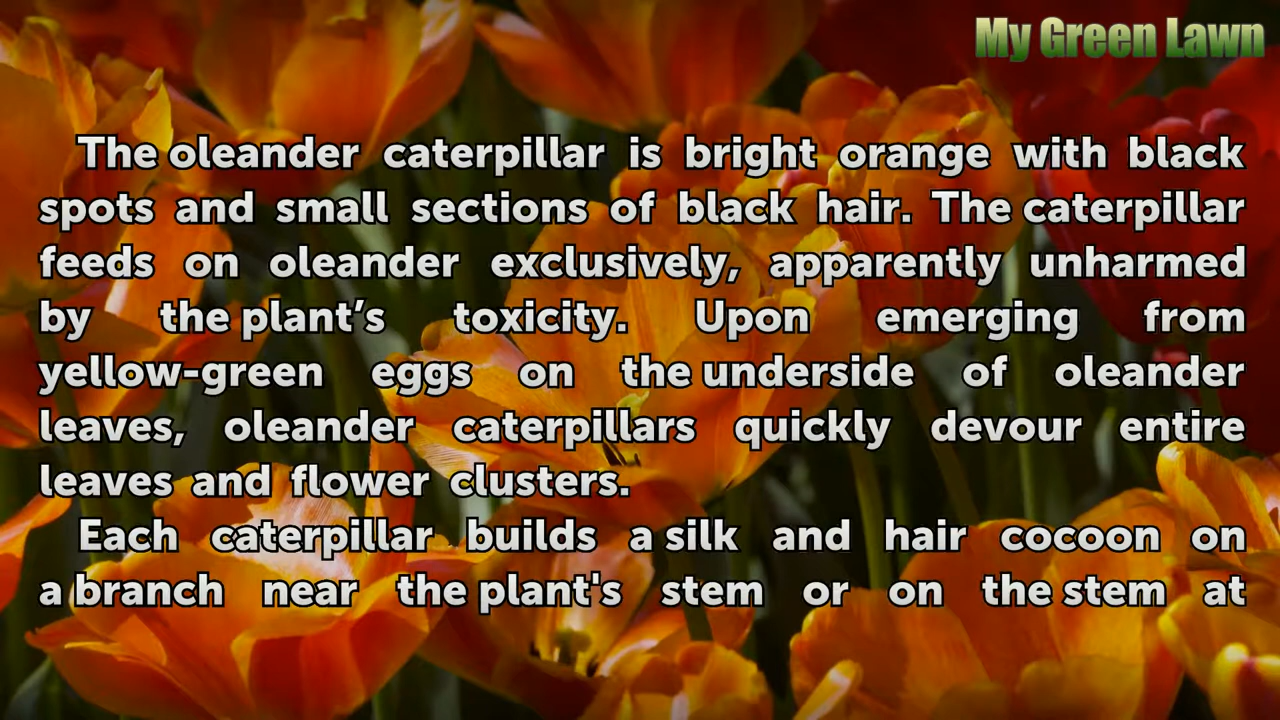 My Green Lawn
The oleander caterpillar is bright orange with black
spots and small sections of black hair. The caterpillar
feeds on oleander exclusively, apparently unharmed
by the plant’s toxicity. Upon emerging from
yellow-green eggs on the underside of oleander
leaves, oleander caterpillars quickly devour entire
leaves and flower clusters.
Each caterpillar builds a silk and hair cocoon on
a branch near the plant's stem or on the stem at